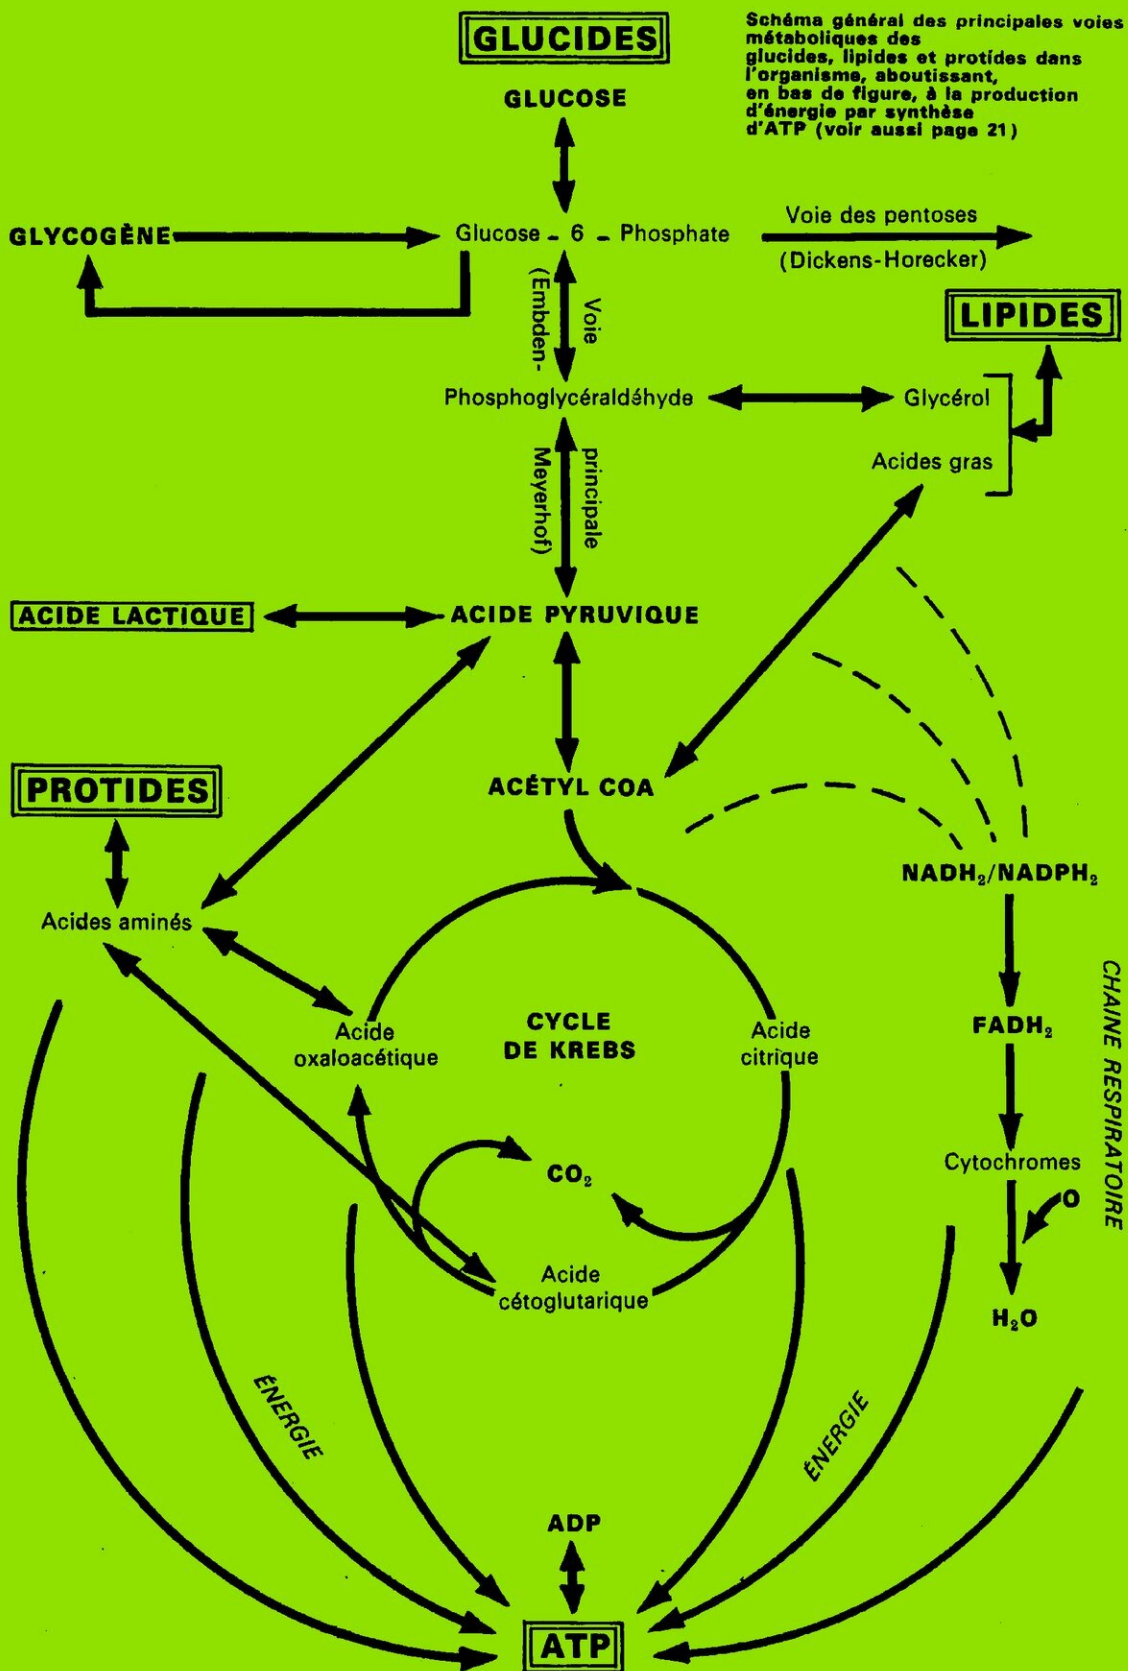 GLUCIDES
Schéma général des principales voies
métaboliques des
glucides, lipides et protides dans
l'organisme, aboutissant,
en bas de figure, à la production
d'énergie par synthèse
d'ATP (voir aussi page 21)
GLUCOSE
GLYCOGÈNE
Glucose - 6 - Phosphate
Voie des pentoses
(Dickens-Horecker)
Voie
(Embden-
LIPIDES
Phosphoglycéraldéhyde
Glycérol
Acides gras
principale
Meyerhof)
ACIDE LACTIQUE
ACIDE PYRUVIQUE
PROTIDES
ACÉTYL COA
NADH₂/NADPH₂
Acides aminés
CHAINE RESPIRATOIRE
Acide
oxaloacétique
CYCLE
DE KREBS
Acide
citrique
FADH₂
CO₂
Cytochromes
O
Acide
cétoglutarique
H₂O
ÉNERGIE
ÉNERGIE
ADP
ATP